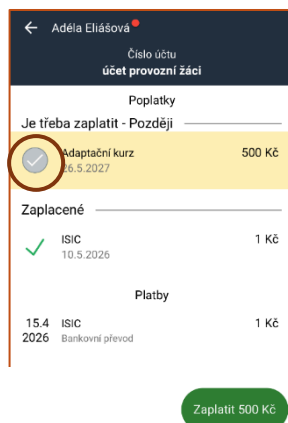 Adéla Eliášová
Číslo účtu
účet provozní žáci
Poplatky
Je třeba zaplatit - Později
Adaptační kurz 500 Kč
26.5.2027
Zaplacené
ISIC 1 Kč
10.5.2026
Platby
15.4 ISIC 1 Kč
2026 Bankovní převod
Zaplatit 500 Kč